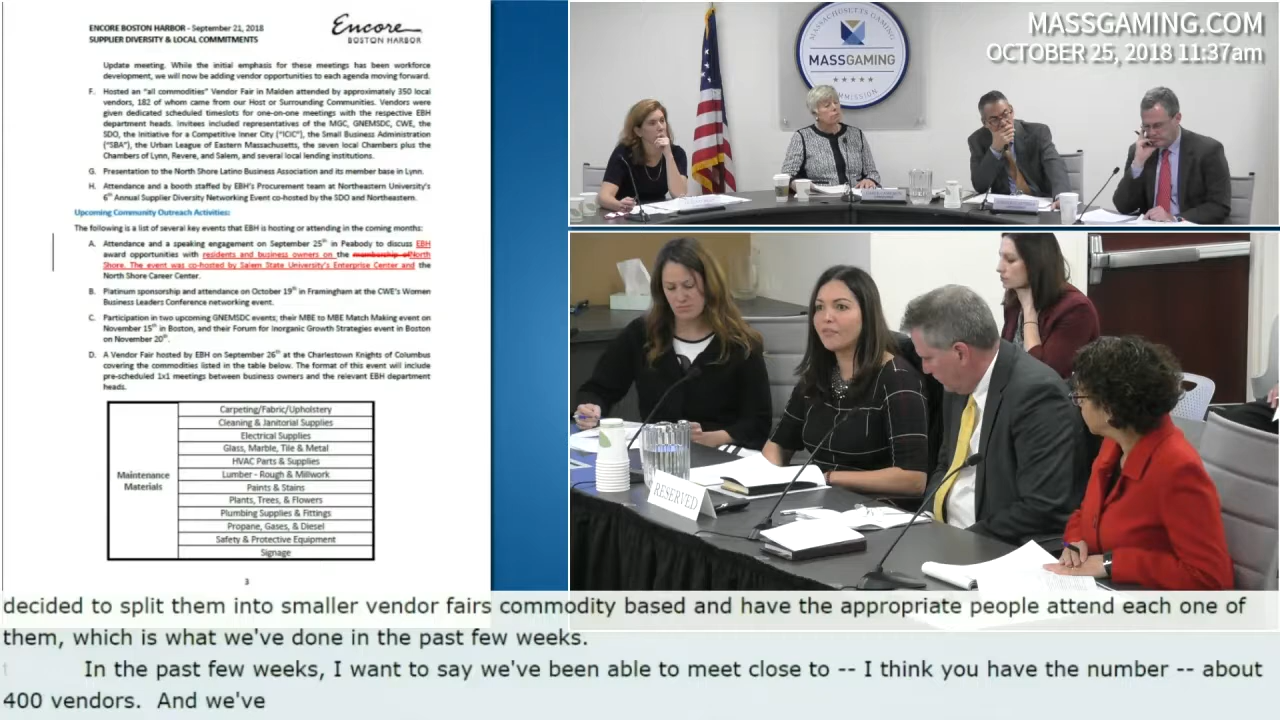 ENCORE BOSTON HARBOR - September 21, 2018
SUPPLIER DIVERSITY & LOCAL COMMITMENTS
Encore
BOSTON HARBOR
Update meeting. While the initial emphasis for these meetings has been workforce
development, we will now be adding vendor opportunities to each agenda moving forward.
F. Hosted an "all commodities" Vendor Fair in Malden attended by approximately 350 local
vendors, 182 of whom came from our Host or Surrounding Communities. Vendors were
given dedicated scheduled timeslots for one-on-one meetings with the respective EBH
department heads. Invitees included representatives of the MGC, GNEMSDC, CWE, the
SDO, the Initiative for a Competitive Inner City ("ICIC"), the Small Business Administration
("SBA"), the Urban League of Eastern Massachusetts, the seven local Chambers plus the
Chambers of Lynn, Revere, and Salem, and several local lending institutions.
G. Presentation to the North Shore Latino Business Association and its member base in Lynn.
H. Attendance and a booth staffed by EBH's Procurement team at Northeastern University's
6th Annual Supplier Diversity Networking Event co-hosted by the SDO and Northeastern.
Upcoming Community Outreach Activities:
The following is a list of several key events that EBH is hosting or attending in the coming months:
A. Attendance and a speaking engagement on September 25th in Peabody to discuss EBH
award opportunities with residents and business owners on the membership of North
Shore. The event was co-hosted by Salem State University's Enterprise Center and the
North Shore Career Center.
B. Platinum sponsorship and attendance on October 19th in Framingham at the CWE's Women
Business Leaders Conference networking event.
C. Participation in two upcoming GNEMSDC events; their MBE to MBE Match Making event on
November 15th in Boston, and their Forum for Inorganic Growth Strategies event in Boston
on November 20th.
D. A Vendor Fair hosted by EBH on September 26th at the Charlestown Knights of Columbus
covering the commodities listed in the table below. The format of this event will include
pre-scheduled 1x1 meetings between business owners and the relevant EBH department
heads.
Maintenance
Materials
Carpeting/Fabric/Upholstery
Cleaning & Janitorial Supplies
Electrical Supplies
Glass, Marble, Tile & Metal
HVAC Parts & Supplies
Lumber - Rough & Millwork
Paints & Stains
Plants, Trees, & Flowers
Plumbing Supplies & Fittings
Propane, Gases, & Diesel
Safety & Protective Equipment
Signage
3
MASSACHUSETTS GAMING
MASSGAMING
MASSGAMING.COM
OCTOBER 25, 2018 11:37am
RESERVED
decided to split them into smaller vendor fairs commodity based and have the appropriate people attend each one of
them, which is what we've done in the past few weeks.
In the past few weeks, I want to say we've been able to meet close to -- I think you have the number -- about
400 vendors. And we've